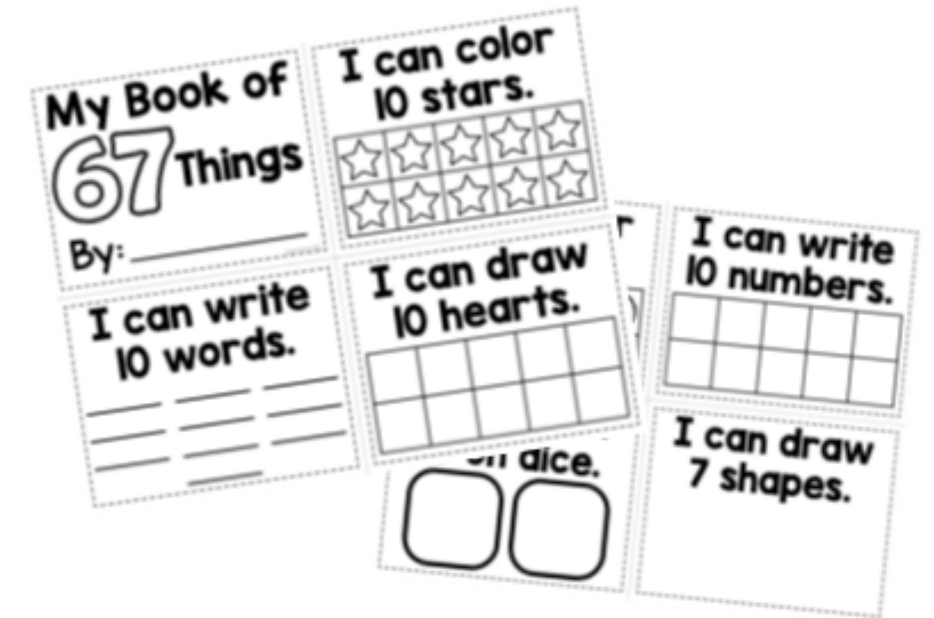 My Book of
67 Things
By:
I can color
10 stars.
I can write
10 words.
I can draw
10 hearts.
I can write
10 numbers.
on dice.
I can draw
7 shapes.